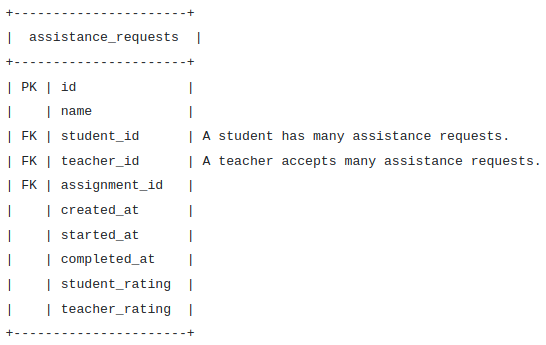 +----------------------+
|  assistance_requests  |
+----------------------+
| PK | id              |
|    | name            |
| FK | student_id      | A student has many assistance requests.
| FK | teacher_id      | A teacher accepts many assistance requests.
| FK | assignment_id   |
|    | created_at      |
|    | started_at      |
|    | completed_at    |
|    | student_rating  |
|    | teacher_rating  |
+----------------------+